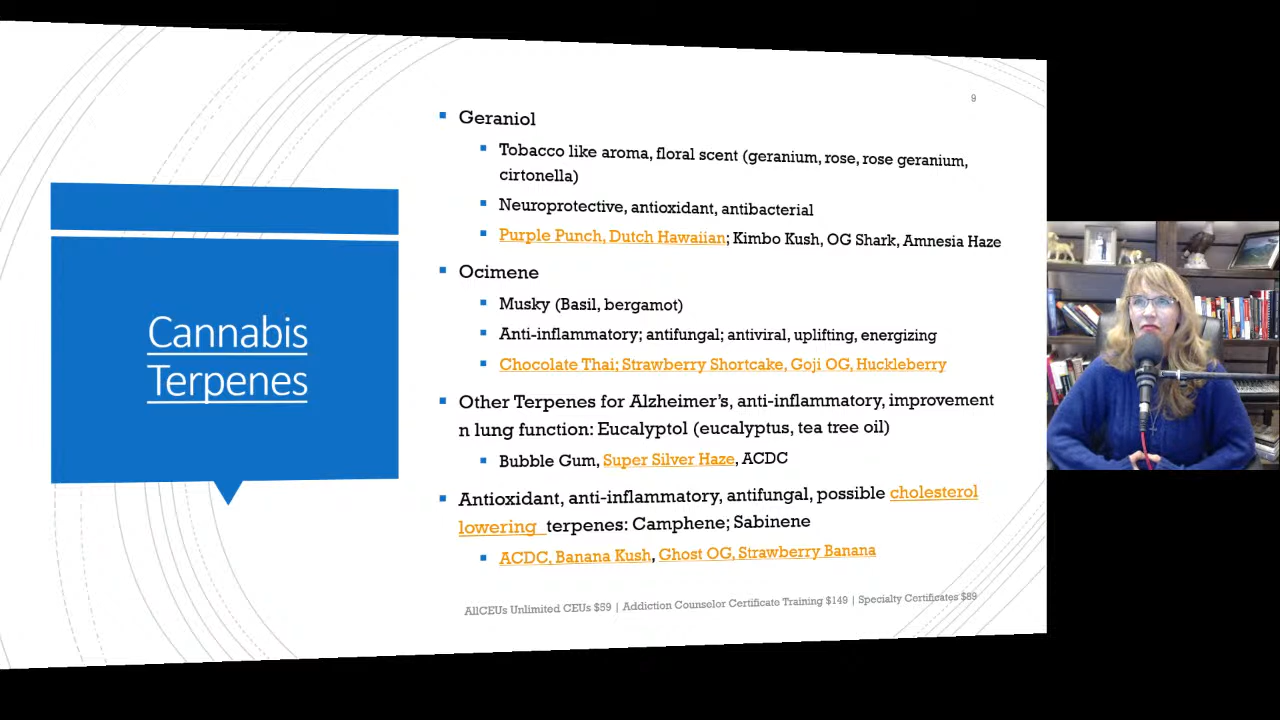 9
Cannabis
Terpenes
Geraniol
Tobacco like aroma, floral scent (geranium, rose, rose geranium,
cirtonella)
Neuroprotective, antioxidant, antibacterial
Purple Punch, Dutch Hawaiian; Kimbo Kush, OG Shark, Amnesia Haze
Ocimene
Musky (Basil, bergamot)
Anti-inflammatory; antifungal; antiviral, uplifting, energizing
Chocolate Thai; Strawberry Shortcake, Goji OG, Huckleberry
Other Terpenes for Alzheimer's, anti-inflammatory, improvement
n lung function: Eucalyptol (eucalyptus, tea tree oil)
Bubble Gum, Super Silver Haze, ACDC
Antioxidant, anti-inflammatory, antifungal, possible cholesterol
lowering terpenes: Camphene; Sabinene
ACDC, Banana Kush, Ghost OG, Strawberry Banana
AllCEUs Unlimited CEUs $59 | Addiction Counselor Certificate Training $149 | Specialty Certificates $89